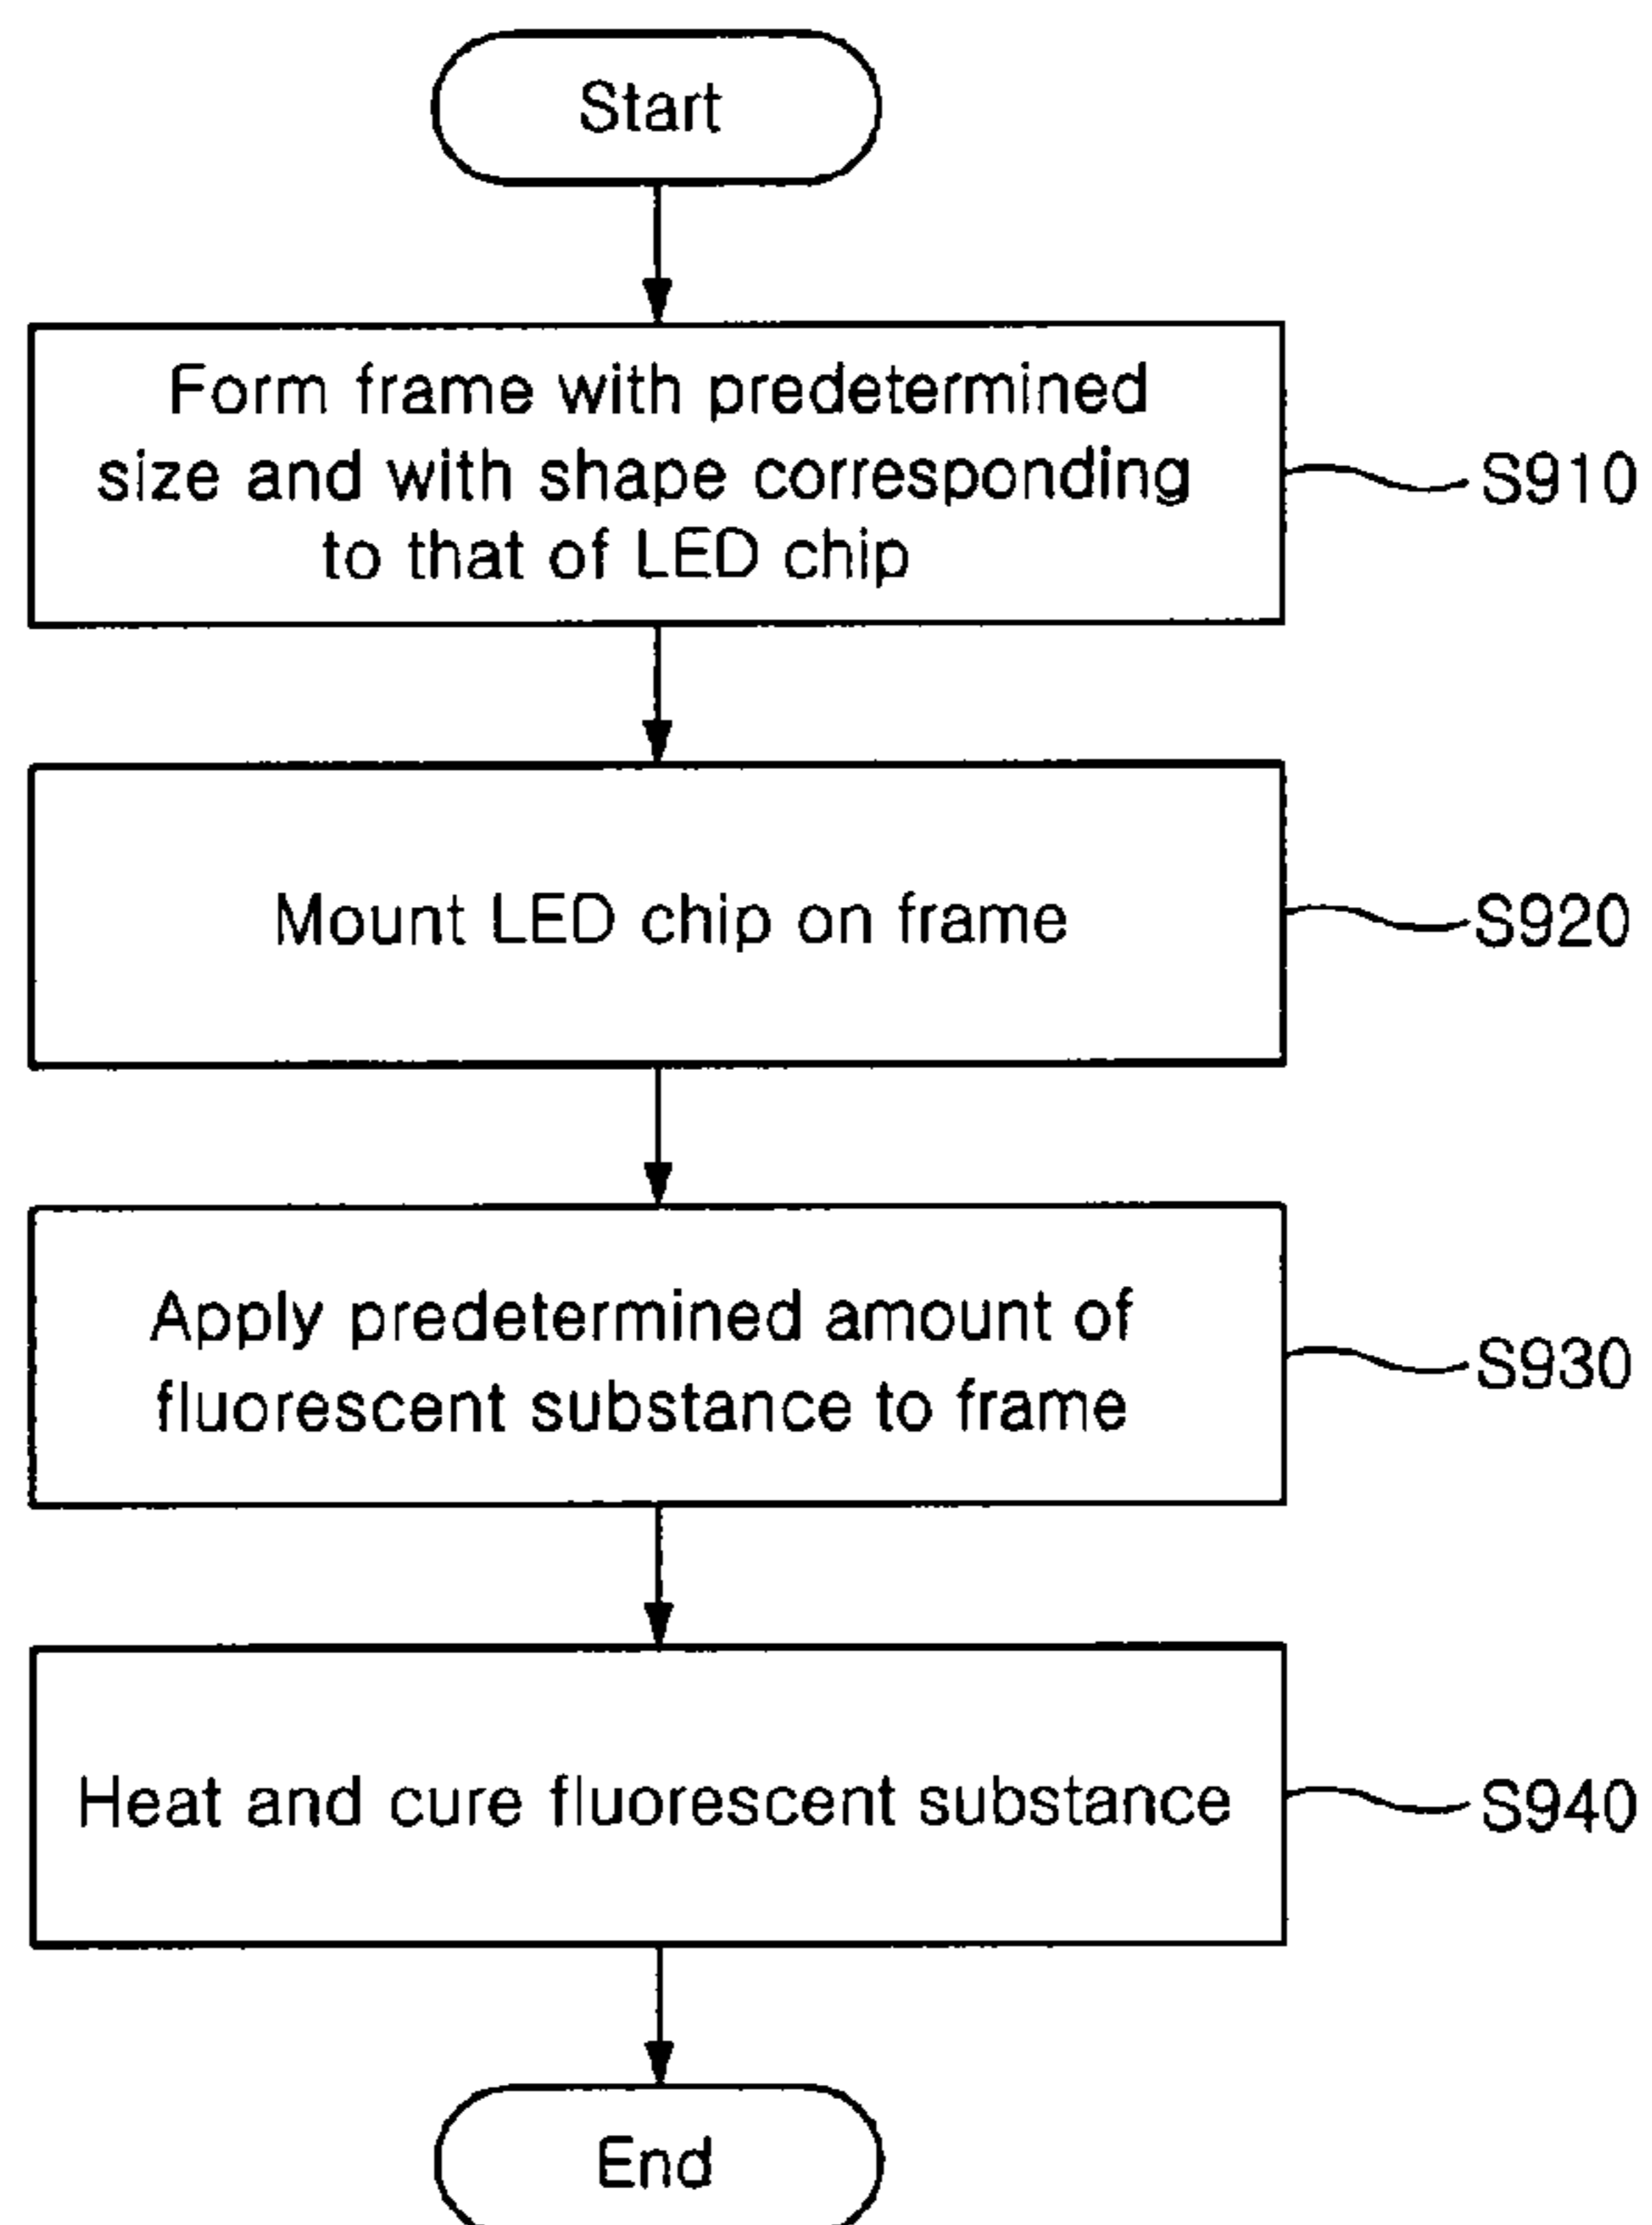 Start
Form frame with predetermined
size and with shape corresponding
to that of LED chip
S910
Mount LED chip on frame
S920
Apply predetermined amount of
fluorescent substance to frame
S930
Heat and cure fluorescent substance
S940
End